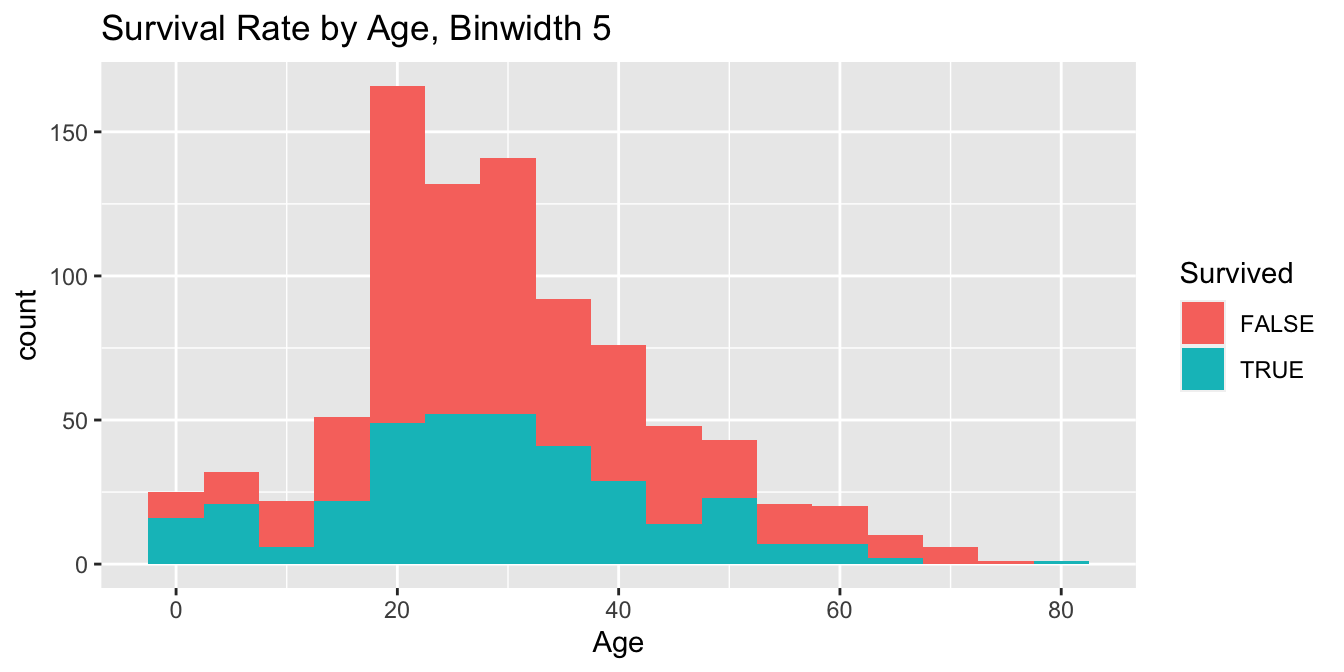 Survival Rate by Age, Binwidth 5
150
100
50
0
count
0 20 40 60 80
Age
Survived
FALSE
TRUE